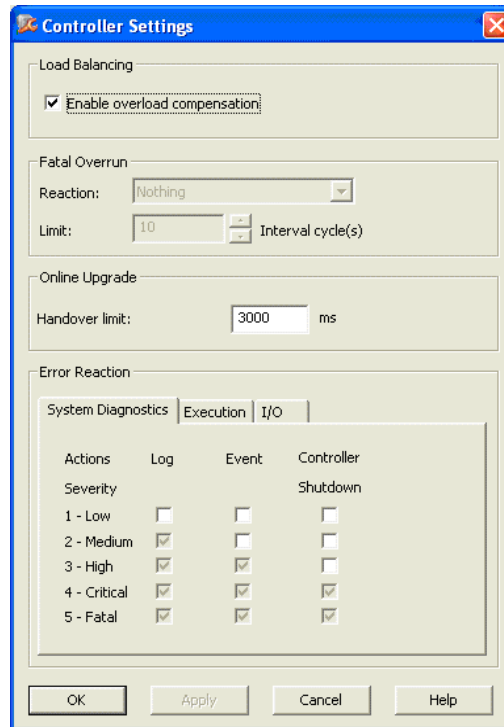 Controller Settings
Load Balancing
Enable overload compensation
Fatal Overrun
Reaction: Nothing
Limit: 10 Interval cycle(s)
Online Upgrade
Handover limit: 3000 ms
Error Reaction
System Diagnostics Execution I/O
Actions Log Event Controller
Severity Shutdown
1 - Low
2 - Medium
3 - High
4 - Critical
5 - Fatal
OK Apply Cancel Help